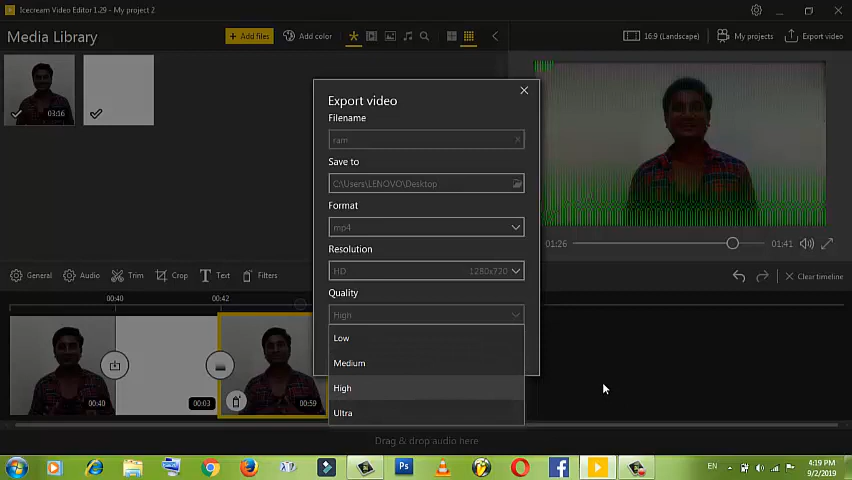 Icecream Video Editor 1.29 - My project 2
Media Library
+ Add files
Add color
16:9 (Landscape)
My projects
Export video
03:16
Export video
Filename
ram
Save to
C:\Users\LENOVO\Desktop
Format
mp4
Resolution
HD 1280x720
Quality
High
Low
Medium
High
Ultra
01:26
01:41
General
Audio
Trim
Crop
Text
Filters
Clear timeline
00:40
00:42
00:40
00:03
00:59
Drag & drop audio here
Ps
EN
4:19 PM
9/2/2019